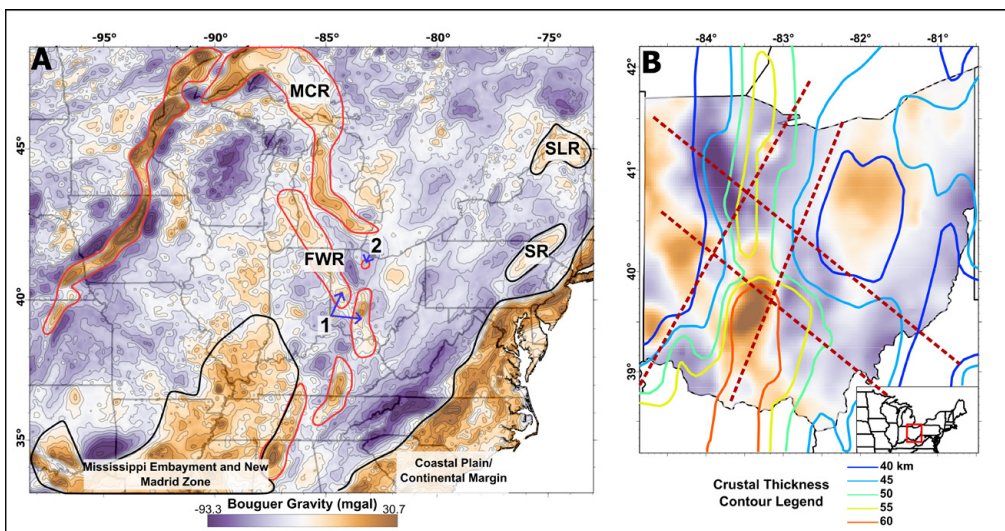 -95 -90 -85 -80 -75
A
MCR
45°
SLR
2
FWR
SR
40°
1
35°
Mississippi Embayment and New
Madrid Zone
Coastal Plain/
Continental Margin
Bouguer Gravity (mgal)
-93.3 30.7
-84 -83 -82 -81
B
42°
41°
40°
39°
Crustal Thickness
Contour Legend
40 km
45
50
55
60